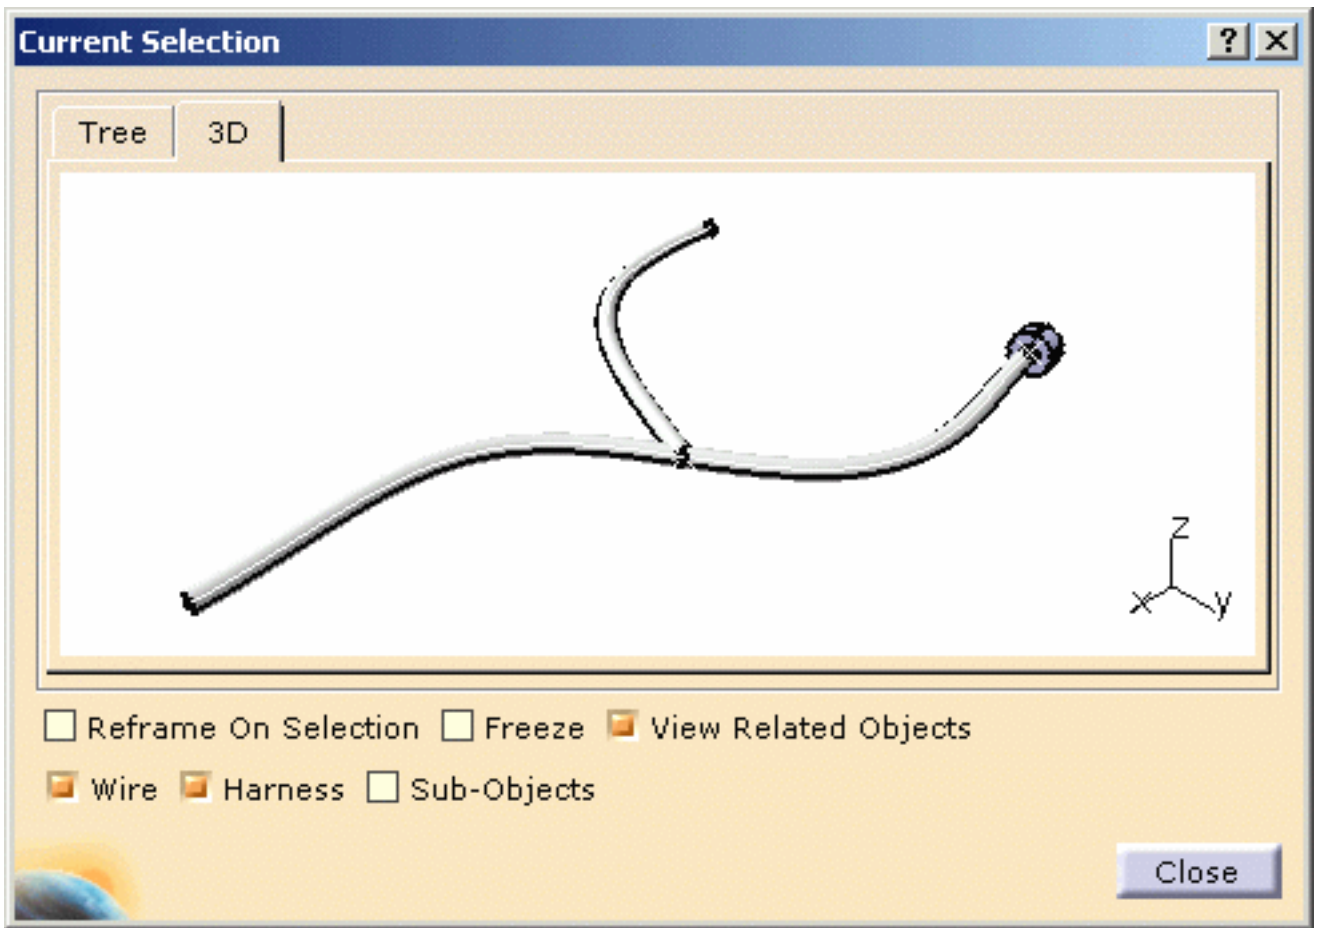 Current Selection ? X
Tree 3D
z
x y
Reframe On Selection Freeze View Related Objects
Wire Harness Sub-Objects
Close